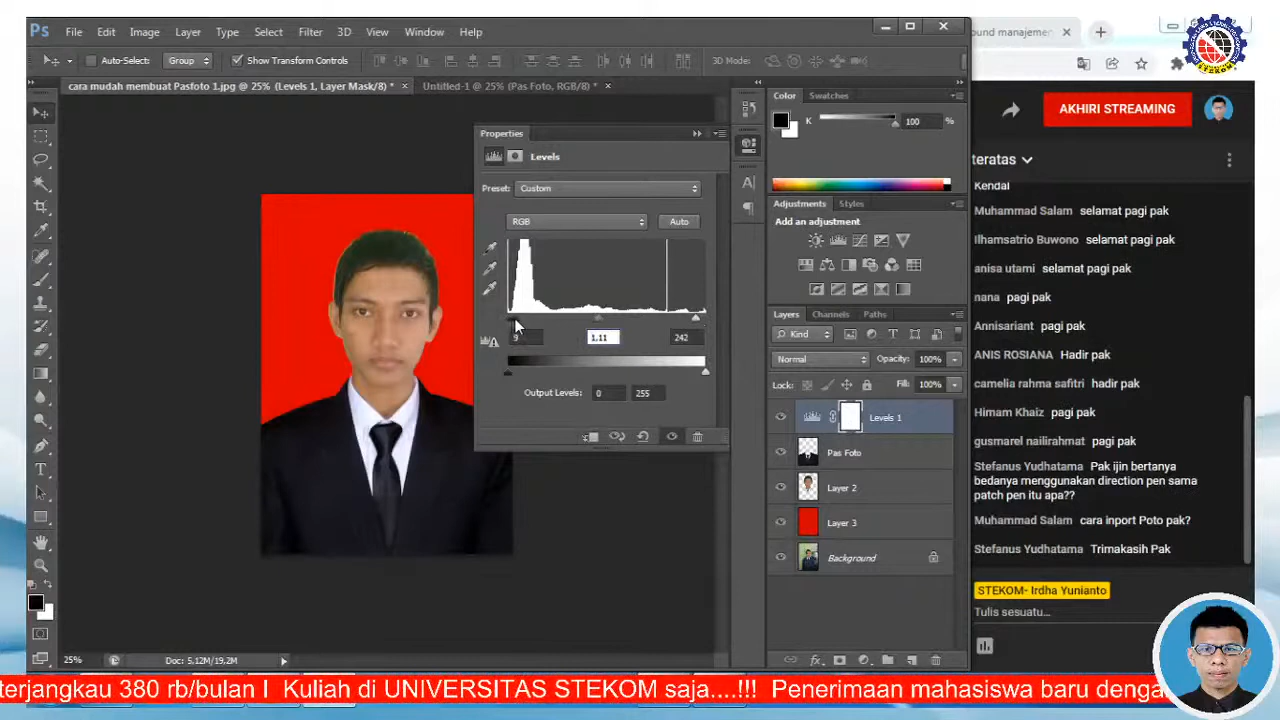 Ps File Edit Image Layer Type Select Filter 3D View Window Help
Auto-Select: Group Show Transform Controls 3D Mode:
cara mudah membuat Pasfoto 1.jpg @ 25% (Levels 1, Layer Mask/8) * ×
Untitled-1 @ 25% (Pas Foto, RGB/8) * ×
Properties
Levels
Preset: Custom
RGB Auto
9 1.11 242
Output Levels: 0 255
Color Swatches
K 100 %
Adjustments Styles
Add an adjustment
Layers Channels Paths
Kind
Normal Opacity: 100%
Lock: Fill: 100%
Levels 1
Pas Foto
Layer 2
Layer 3
Background
25% Doc: 5,12M/19,2M
AKHIRI STREAMING
teratas
Kendal
Muhammad Salam selamat pagi pak
Ilhamsatrio Buwono selamat pagi pak
anisa utami selamat pagi pak
nana pagi pak
Annisariant pagi pak
ANIS ROSIANA Hadir pak
camelia rahma safitri hadir pak
Himam Khaiz pagi pak
gusmarel nailirahmat pagi pak
Stefanus Yudhatama Pak ijin bertanya
bedanya menggunakan direction pen sama
patch pen itu apa??
Muhammad Salam cara inport Poto pak?
Stefanus Yudhatama Trimakasih Pak
STEKOM- Irdha Yunianto
Tulis sesuatu...
terjangkau 380 rb/bulan I Kuliah di UNIVERSITAS STEKOM saja....!!! Penerimaan mahasiswa baru denga